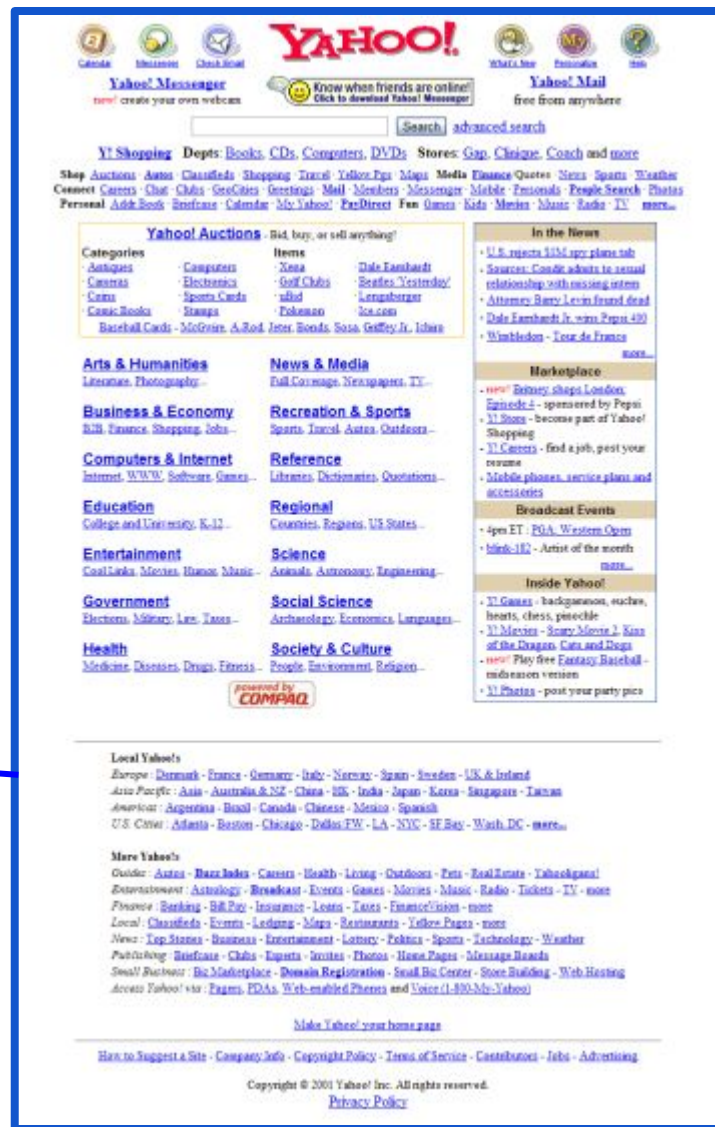 YAHOO!
Calendar Messenger Check Email What's New Personalize Help
Yahoo! Messenger
new! create your own webcam
Know when friends are online!
Click to download Yahoo! Messenger
Yahoo! Mail
free from anywhere
Search advanced search
Y! Shopping Depts: Books, CDs, Computers, DVDs Stores: Gap, Clinique, Coach and more
Shop Auctions · Autos · Classifieds · Shopping · Travel · Yellow Pgs · Maps Media Finance/Quotes · News · Sports · Weather
Connect Careers · Chat · Clubs · GeoCities · Greetings · Mail · Members · Messenger · Mobile · Personals · People Search · Photos
Personal Addr Book · Briefcase · Calendar · My Yahoo! · PayDirect Fun Games · Kids · Movies · Music · Radio · TV more...
Yahoo! Auctions - Bid, buy, or sell anything!
Categories Items
· Antiques · Computers · Xena · Dale Earnhardt
· Cameras · Electronics · Golf Clubs · Beatles 'Yesterday'
· Coins · Sports Cards · uBid · Longaberger
· Comic Books · Stamps · Pokemon · Ice.com
Baseball Cards - McGwire, A.Rod, Jeter, Bonds, Sosa, Griffey Jr., Ichiro
Arts & Humanities
Literature, Photography...
News & Media
Full Coverage, Newspapers, TV...
Business & Economy
B2B, Finance, Shopping, Jobs...
Recreation & Sports
Sports, Travel, Autos, Outdoors...
Computers & Internet
Internet, WWW, Software, Games...
Reference
Libraries, Dictionaries, Quotations...
Education
College and University, K-12...
Regional
Countries, Regions, US States...
Entertainment
Cool Links, Movies, Humor, Music...
Science
Animals, Astronomy, Engineering...
Government
Elections, Military, Law, Taxes...
Social Science
Archaeology, Economics, Languages...
Health
Medicine, Diseases, Drugs, Fitness...
Society & Culture
People, Environment, Religion...
powered by
COMPAQ
In the News
· U.S. rejects $1M spy plane tab
· Sources: Condit admits to sexual
relationship with missing intern
· Attorney Barry Levin found dead
· Dale Earnhardt Jr. wins Pepsi 400
· Wimbledon - Tour de France
more...
Marketplace
· new! Britney shops London:
Episode 4 - sponsored by Pepsi
· Y! Store - become part of Yahoo!
Shopping
· Y! Careers - find a job, post your
resume
· Mobile phones, service plans and
accessories
Broadcast Events
· 4pm ET : PGA, Western Open
· blink-182 - Artist of the month
more...
Inside Yahoo!
· Y! Games - backgammon, euchre,
hearts, chess, pinochle
· Y! Movies - Scary Movie 2, Kiss
of the Dragon, Cats and Dogs
· new! Play free Fantasy Baseball -
midseason version
· Y! Photos - post your party pics
Local Yahoo!s
Europe : Denmark - France - Germany - Italy - Norway - Spain - Sweden - UK & Ireland
Asia Pacific : Asia - Australia & NZ - China - HK - India - Japan - Korea - Singapore - Taiwan
Americas : Argentina - Brazil - Canada - Chinese - Mexico - Spanish
U.S. Cities : Atlanta - Boston - Chicago - Dallas/FW - LA - NYC - SF Bay - Wash. DC - more...
More Yahoo!s
Guides : Autos - Buzz Index - Careers - Health - Living - Outdoors - Pets - Real Estate - Yahooligans!
Entertainment : Astrology - Broadcast - Events - Games - Movies - Music - Radio - Tickets - TV - more
Finance : Banking - Bill Pay - Insurance - Loans - Taxes - FinanceVision - more
Local : Classifieds - Events - Lodging - Maps - Restaurants - Yellow Pages - more
News : Top Stories - Business - Entertainment - Lottery - Politics - Sports - Technology - Weather
Publishing : Briefcase - Clubs - Experts - Invites - Photos - Home Pages - Message Boards
Small Business : Biz Marketplace - Domain Registration - Small Biz Center - Store Building - Web Hosting
Access Yahoo! via : Pagers, PDAs, Web-enabled Phones and Voice (1-800-My-Yahoo)
Make Yahoo! your home page
How to Suggest a Site - Company Info - Copyright Policy - Terms of Service - Contributors - Jobs - Advertising
Copyright © 2001 Yahoo! Inc. All rights reserved.
Privacy Policy